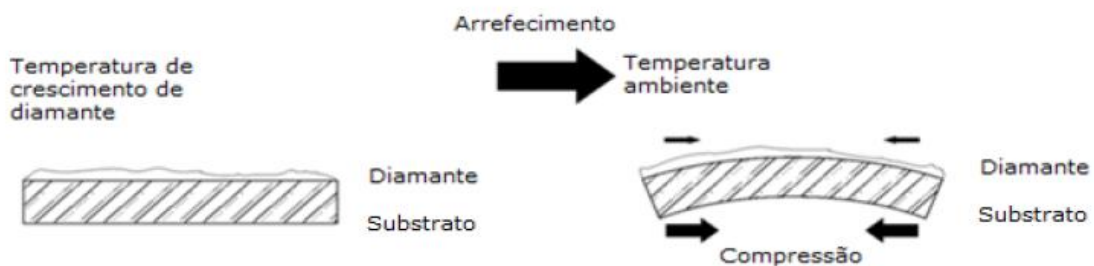 Arrefecimento
Temperatura de
crescimento de
diamante
Temperatura
ambiente
Diamante
Substrato
Diamante
Substrato
Compressão